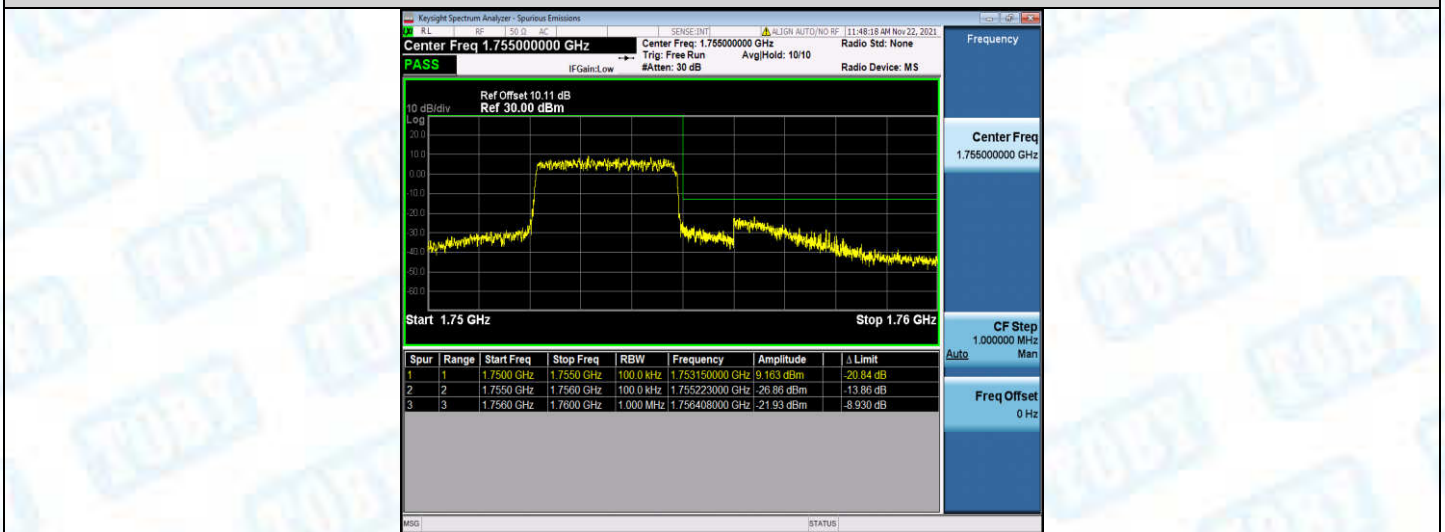 Keysight Spectrum Analyzer - Spurious Emissions
RL RF 50 Ω AC SENSE:INT ALIGN AUTO/NO RF 11:48:18 AM Nov 22, 2021
Center Freq 1.755000000 GHz Center Freq: 1.755000000 GHz Radio Std: None
Trig: Free Run Avg|Hold: 10/10
PASS IFGain:Low #Atten: 30 dB Radio Device: MS
Ref Offset 10.11 dB
10 dB/div Ref 30.00 dBm
Log
20.0
10.0
0.00
-10.0
-20.0
-30.0
-40.0
-50.0
-60.0
Start 1.75 GHz Stop 1.76 GHz
Spur Range Start Freq Stop Freq RBW Frequency Amplitude Δ Limit
1 1 1.7500 GHz 1.7550 GHz 100.0 kHz 1.753150000 GHz 9.163 dBm -20.84 dB
2 2 1.7550 GHz 1.7560 GHz 100.0 kHz 1.755223000 GHz -26.86 dBm -13.86 dB
3 3 1.7560 GHz 1.7600 GHz 1.000 MHz 1.756408000 GHz -21.93 dBm -8.930 dB
MSG STATUS
Frequency
Center Freq
1.755000000 GHz
CF Step
1.000000 MHz
Auto Man
Freq Offset
0 Hz